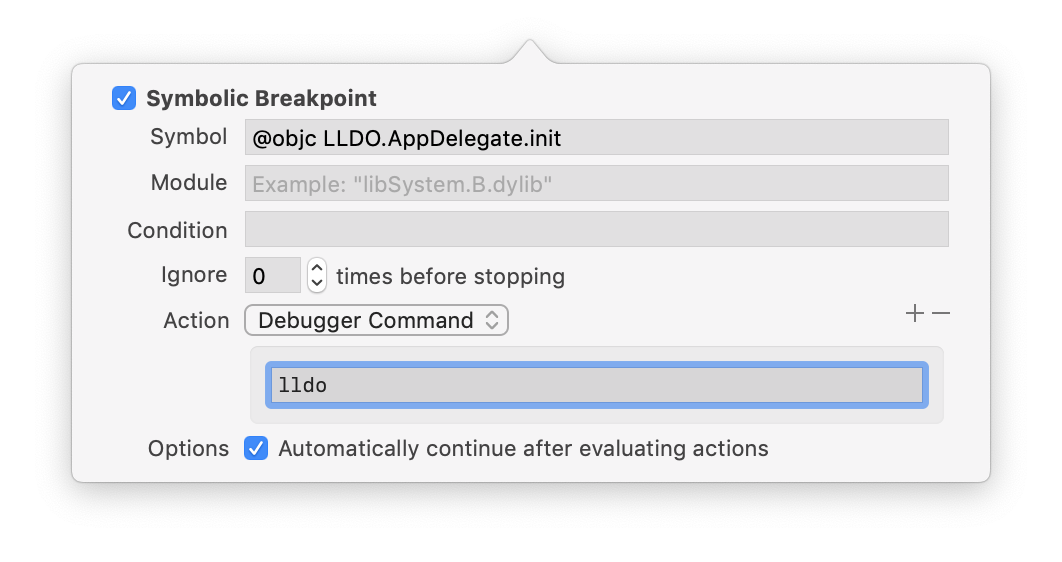 Symbolic Breakpoint
Symbol @objc LLDO.AppDelegate.init
Module Example: "libSystem.B.dylib"
Condition
Ignore 0 times before stopping
Action Debugger Command
lldo
Options Automatically continue after evaluating actions